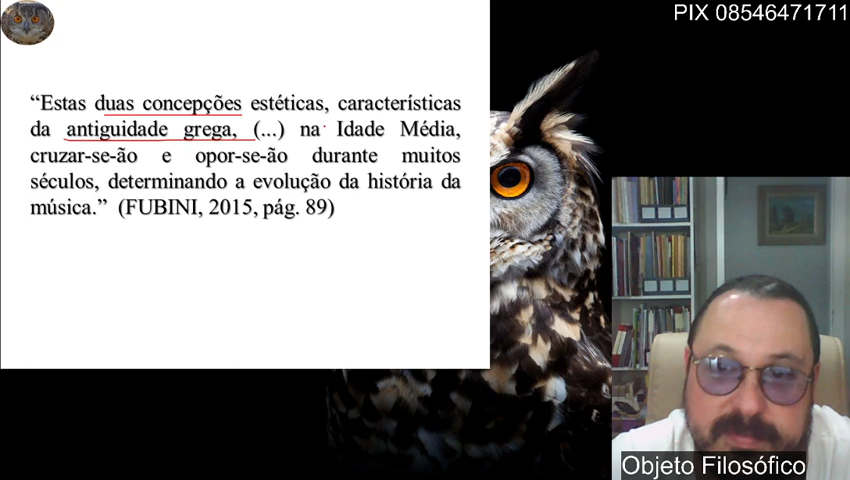 PIX 08546471711
“Estas duas concepções estéticas, características
da antiguidade grega, (...) na Idade Média,
cruzar-se-ão e opor-se-ão durante muitos
séculos, determinando a evolução da história da
música.” (FUBINI, 2015, pág. 89)
Objeto Filosófico